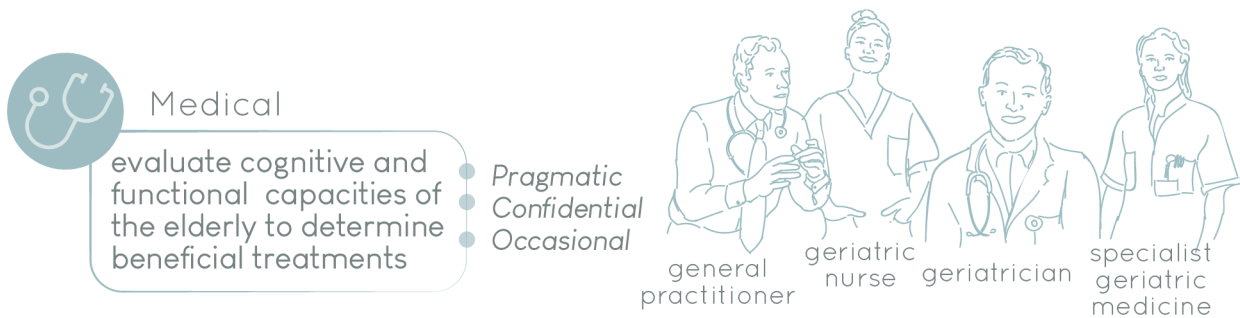 Medical
evaluate cognitive and
functional capacities of
the elderly to determine
beneficial treatments
Pragmatic
Confidential
Occasional
general
practitioner
geriatric
nurse
geriatrician
specialist
geriatric
medicine